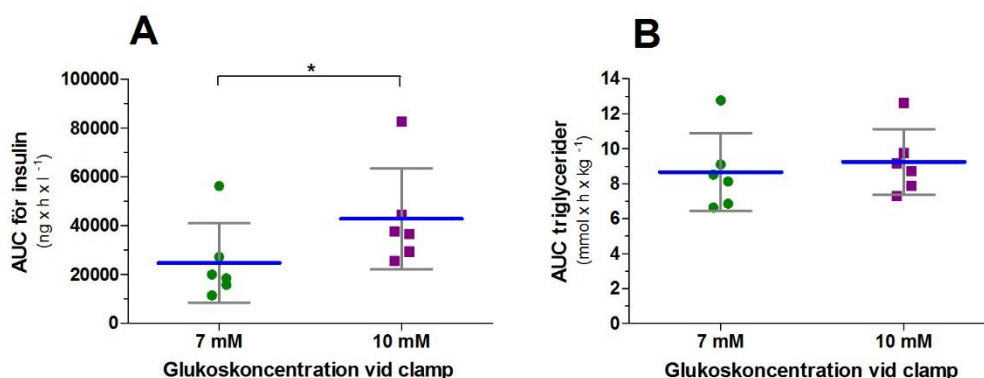 A
*
AUC för insulin
(ng x h x l ⁻¹)
100000
80000
60000
40000
20000
0
7 mM
10 mM
Glukoskoncentration vid clamp
B
AUC triglycerider
(mmol x h x kg ⁻¹)
14
12
10
8
6
4
2
0
7 mM
10 mM
Glukoskoncentration vid clamp